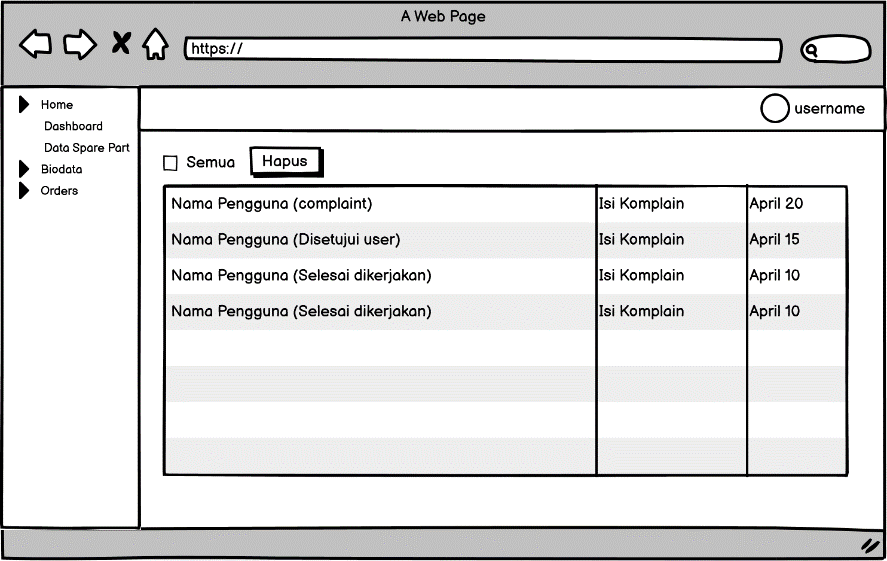 A Web Page
https://
username
Home
Dashboard
Data Spare Part
Biodata
Orders
Semua Hapus
Nama Pengguna (complaint) Isi Komplain April 20
Nama Pengguna (Disetujui user) Isi Komplain April 15
Nama Pengguna (Selesai dikerjakan) Isi Komplain April 10
Nama Pengguna (Selesai dikerjakan) Isi Komplain April 10